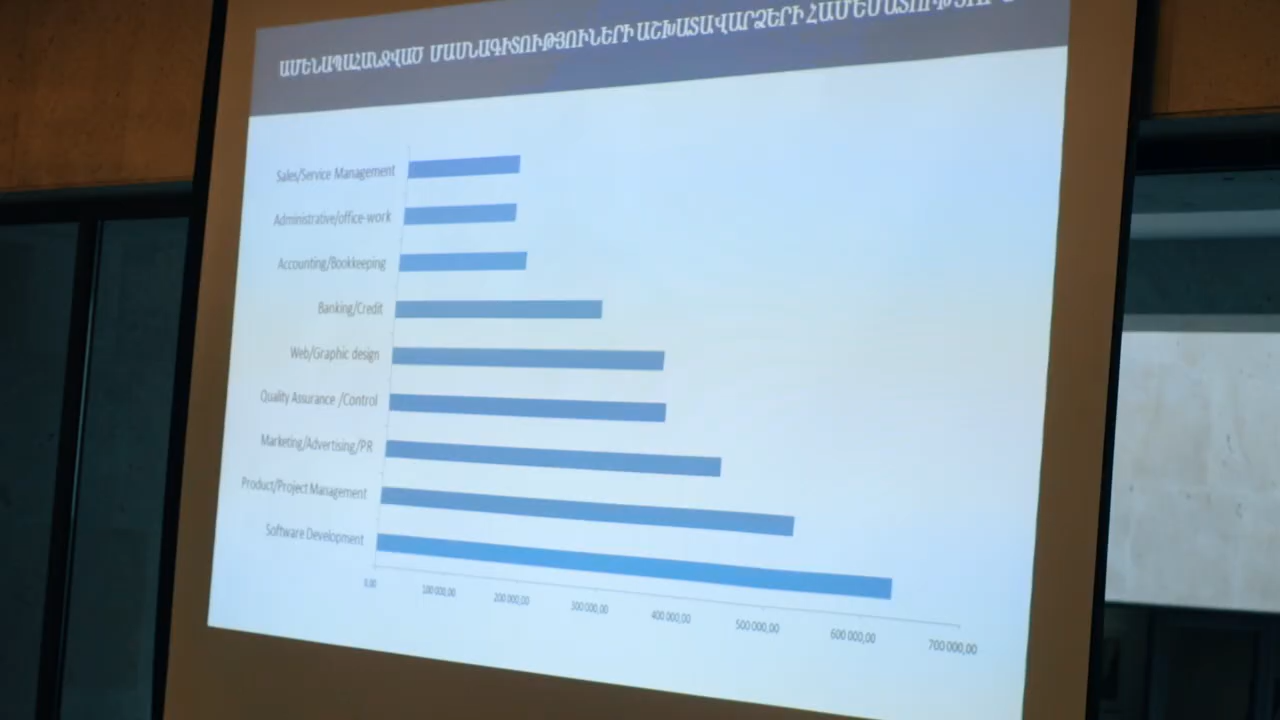 ԱՄԵՆԱՊԱՀԱՆՋՎԱԾ ՄԱՍՆԱԳԻՏՈՒԹՅՈՒՆՆԵՐԻ ԱՇԽԱՏԱՎԱՐՁԵՐԻ ՀԱՄԵՄԱՏՈՒԹՅՈՒՆ
Sales/Service Management
Administrative/office-work
Accounting/Bookkeeping
Banking/Credit
Web/Graphic design
Quality Assurance /Control
Marketing/Advertising/PR
Product/Project Management
Software Development
0,00 100 000,00 200 000,00 300 000,00 400 000,00 500 000,00 600 000,00 700 000,00